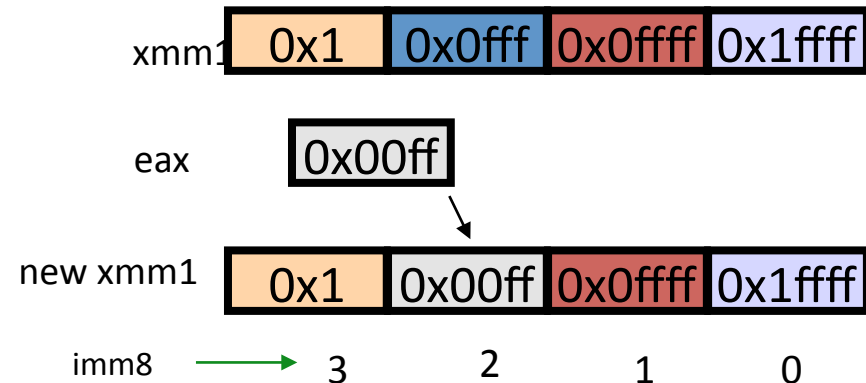 xmm1 0x1 0x0fff 0x0ffff 0x1ffff
eax 0x00ff
new xmm1 0x1 0x00ff 0x0ffff 0x1ffff
imm8 3 2 1 0